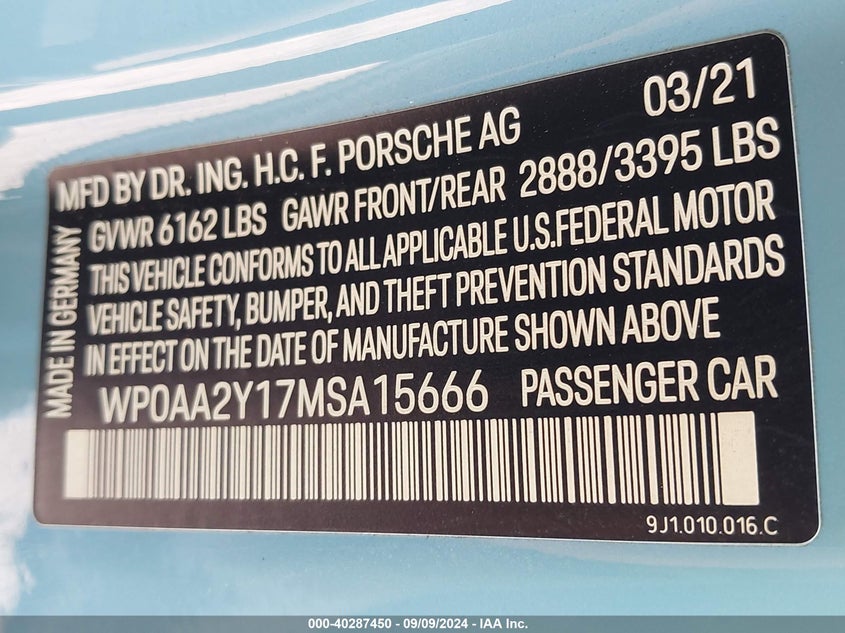 03/21
MFD BY DR. ING. H.C. F. PORSCHE AG
GVWR 6162 LBS GAWR FRONT/REAR 2888/3395 LBS
THIS VEHICLE CONFORMS TO ALL APPLICABLE U.S.FEDERAL MOTOR
VEHICLE SAFETY, BUMPER, AND THEFT PREVENTION STANDARDS
IN EFFECT ON THE DATE OF MANUFACTURE SHOWN ABOVE
WP0AA2Y17MSA15666 PASSENGER CAR
MADE IN GERMANY
9J1.010.016.C
000-40287450 - 09/09/2024 - IAA Inc.